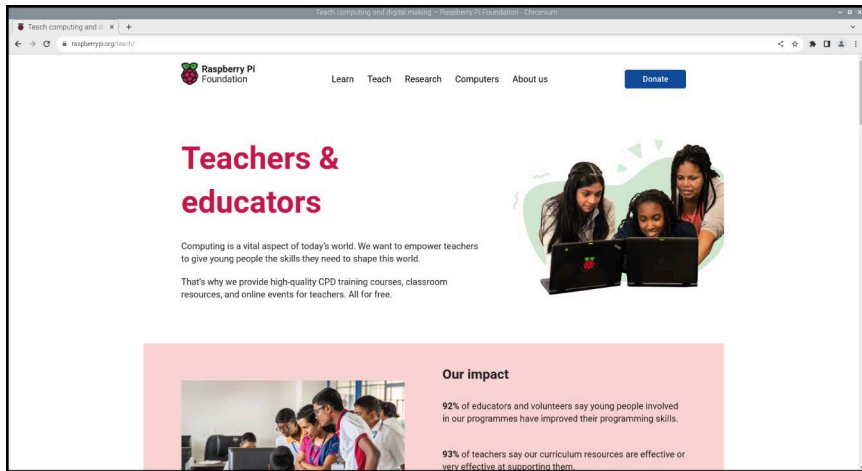 Teach computing and digital making – Raspberry Pi Foundation - Chromium
Teach computing and di
raspberrypi.org/teach/
Raspberry Pi
Foundation
Learn Teach Research Computers About us Donate
Teachers &
educators
Computing is a vital aspect of today's world. We want to empower teachers
to give young people the skills they need to shape this world.
That's why we provide high-quality CPD training courses, classroom
resources, and online events for teachers. All for free.
Our impact
92% of educators and volunteers say young people involved
in our programmes have improved their programming skills.
93% of teachers say our curriculum resources are effective or
very effective at supporting them.